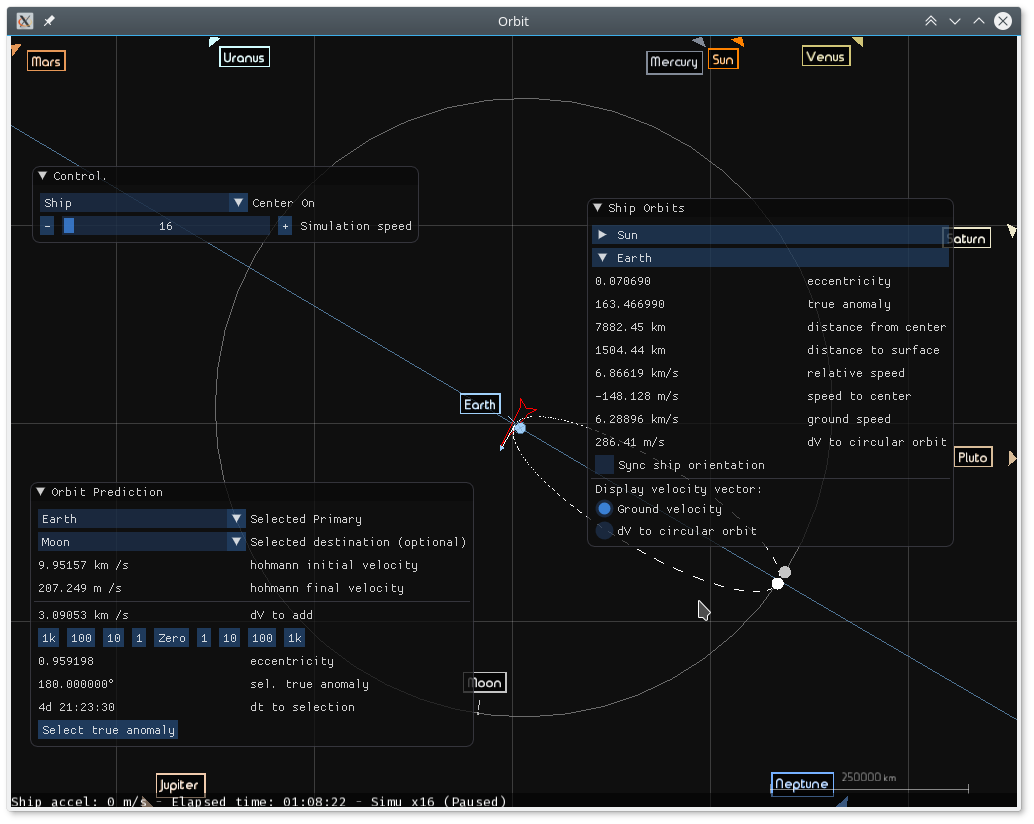 Orbit
Mars
Uranus
Mercury
Sun
Venus
Control.
Ship Center On
- 16 + Simulation speed
Ship Orbits
Sun
Saturn
Earth
0.070690 eccentricity
163.466990 true anomaly
7882.45 km distance from center
1504.44 km distance to surface
6.86619 km/s relative speed
-148.128 m/s speed to center
6.28896 km/s ground speed
286.41 m/s dV to circular orbit
Sync ship orientation
Display velocity vector:
Ground velocity
dV to circular orbit
Earth
Pluto
Orbit Prediction
Earth Selected Primary
Moon Selected destination (optional)
9.95157 km /s hohmann initial velocity
207.249 m /s hohmann final velocity
3.09053 km /s dV to add
1k 100 10 1 Zero 1 10 100 1k
0.959198 eccentricity
180.000000° sel. true anomaly
4d 21:23:30 dt to selection
Select true anomaly
Moon
Jupiter
Neptune
250000 km
Ship accel: 0 m/s - Elapsed time: 01:08:22 - Simu x16 (Paused)